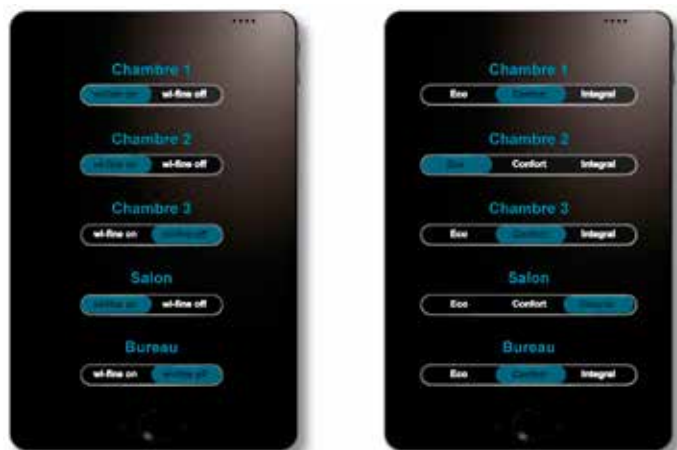 Chambre 1
wi-fine on wi-fine off
Chambre 2
wi-fine on wi-fine off
Chambre 3
wi-fine on wi-fine off
Salon
wi-fine on wi-fine off
Bureau
wi-fine on wi-fine off
Chambre 1
Eco Confort Integral
Chambre 2
Eco Confort Integral
Chambre 3
Eco Confort Integral
Salon
Eco Confort Integral
Bureau
Eco Confort Integral